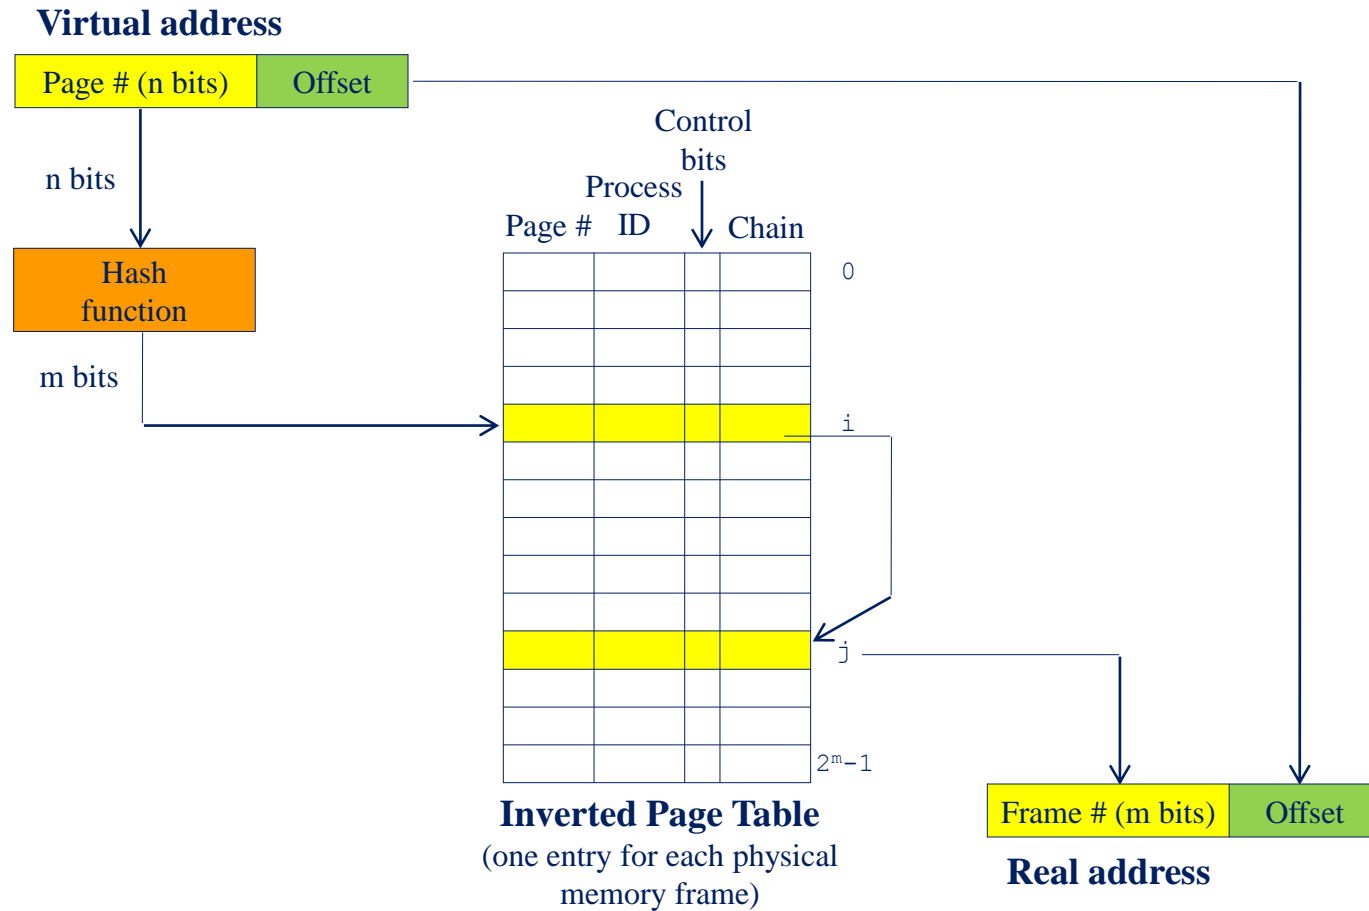 Virtual address
Page # (n bits) Offset
n bits
Hash
function
m bits
Control
bits
Process
Page # ID Chain
0
i
j
2ᵐ-1
Inverted Page Table
(one entry for each physical
memory frame)
Frame # (m bits) Offset
Real address